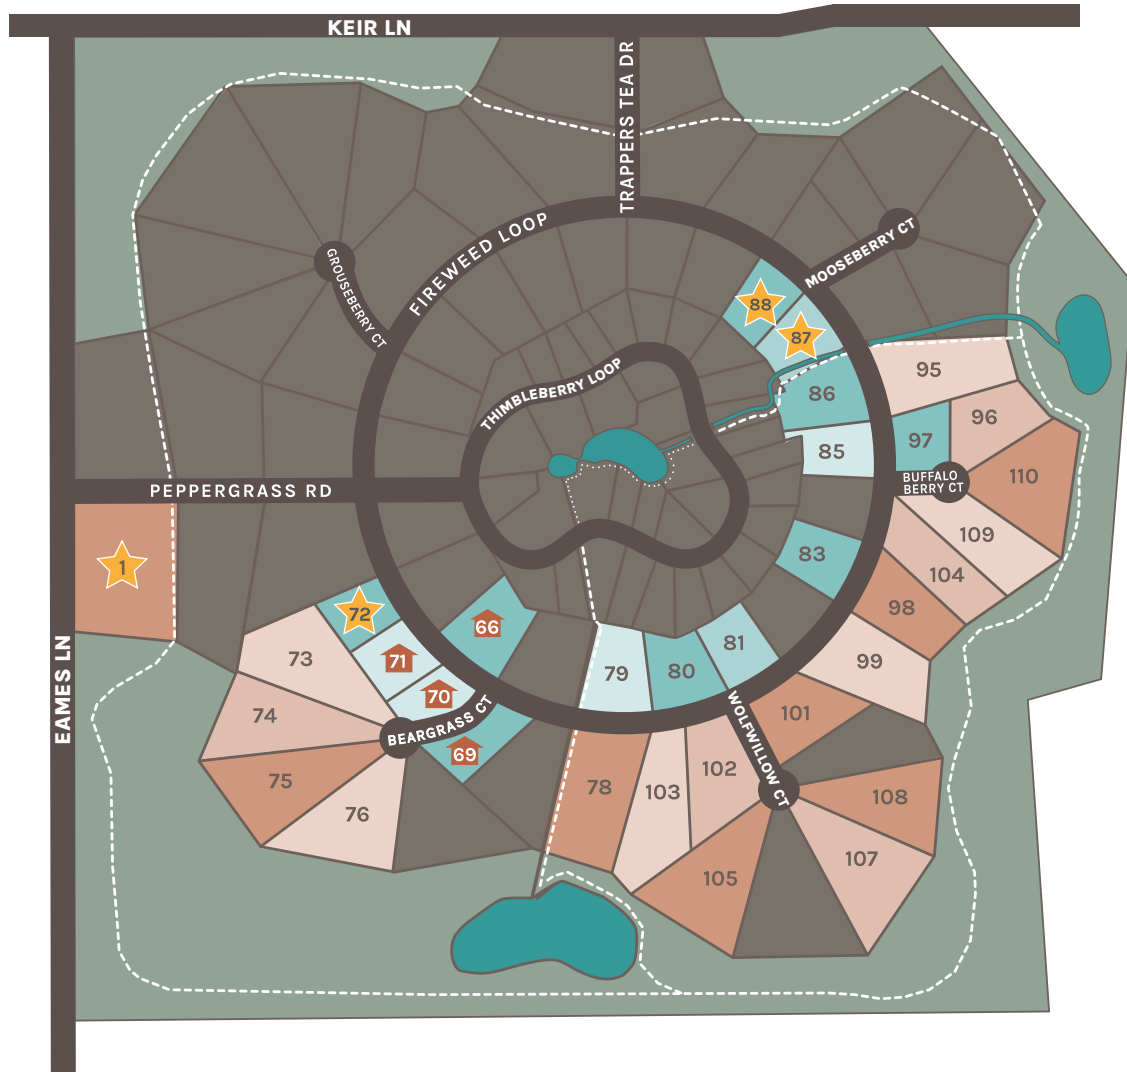 KEIR LN
TRAPPERS TEA DR
FIREWEED LOOP
MOOSEBERRY CT
GROUSEBERRY CT
88
87
THIMBLEBERRY LOOP
95
86
96
97
85
110
BUFFALO
BERRY CT
PEPPERGRASS RD
109
83
1
104
98
72
66
81
73
71
99
79
80
70
EAMES LN
74
BEARGRASS CT
WOLFWILLOW CT
101
69
102
75
78
103
108
76
107
105